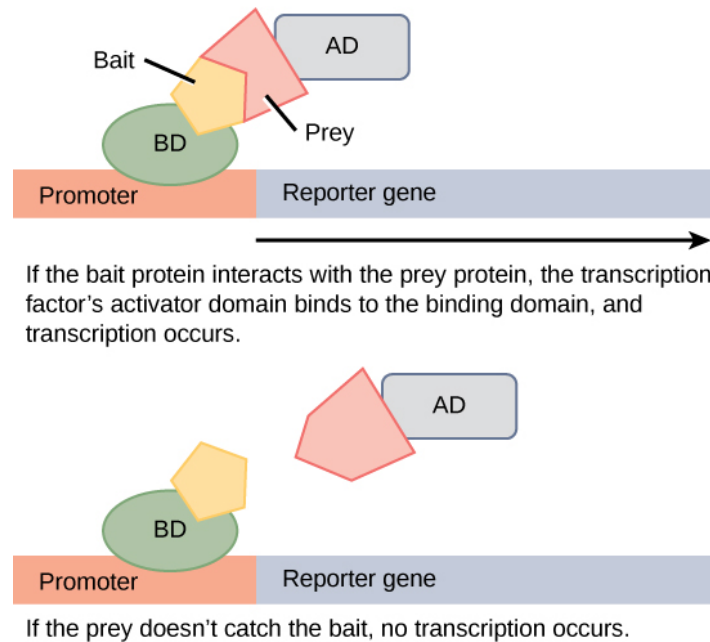 AD
Bait
Prey
BD
Promoter
Reporter gene
If the bait protein interacts with the prey protein, the transcription
factor’s activator domain binds to the binding domain, and
transcription occurs.
AD
BD
Promoter
Reporter gene
If the prey doesn’t catch the bait, no transcription occurs.